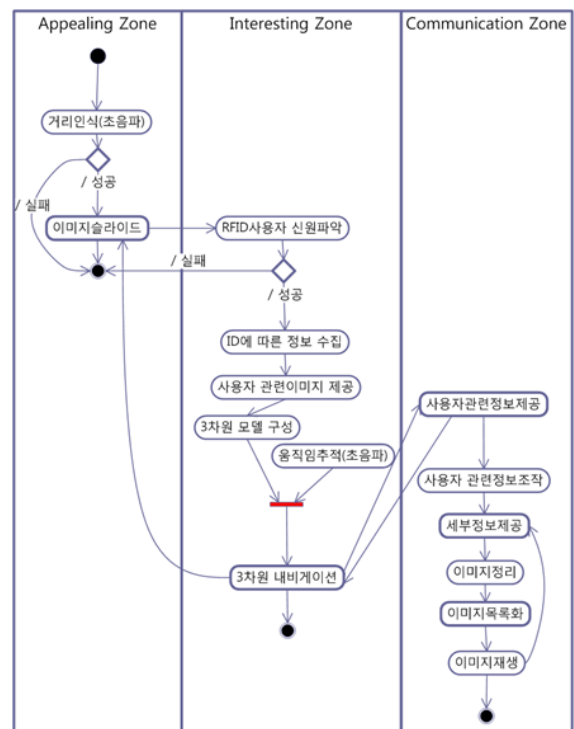 Appealing Zone
Interesting Zone
Communication Zone
거리인식(초음파)
/ 성공
/ 실패
이미지슬라이드
RFID사용자 신원파악
/ 실패
/ 성공
ID에 따른 정보 수집
사용자 관련이미지 제공
3차원 모델 구성
움직임추적(초음파)
3차원 내비게이션
사용자관련정보제공
사용자 관련정보조작
세부정보제공
이미지정리
이미지목록화
이미지재생